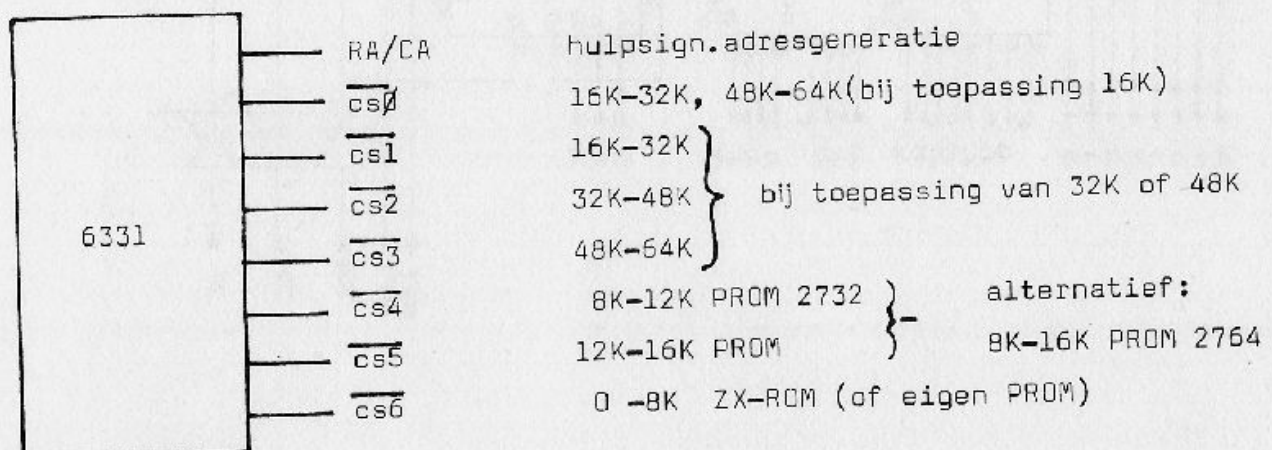 RA/CA hulpsign.adresgeneratie
cs0 16K-32K, 48K-64K(bij toepassing 16K)
cs1 16K-32K
cs2 32K-48K bij toepassing van 32K of 48K
6331
cs3 48K-64K
cs4 8K-12K PROM 2732 - alternatief:
cs5 12K-16K PROM 8K-16K PROM 2764
cs6 0 -8K ZX-ROM (of eigen PROM)